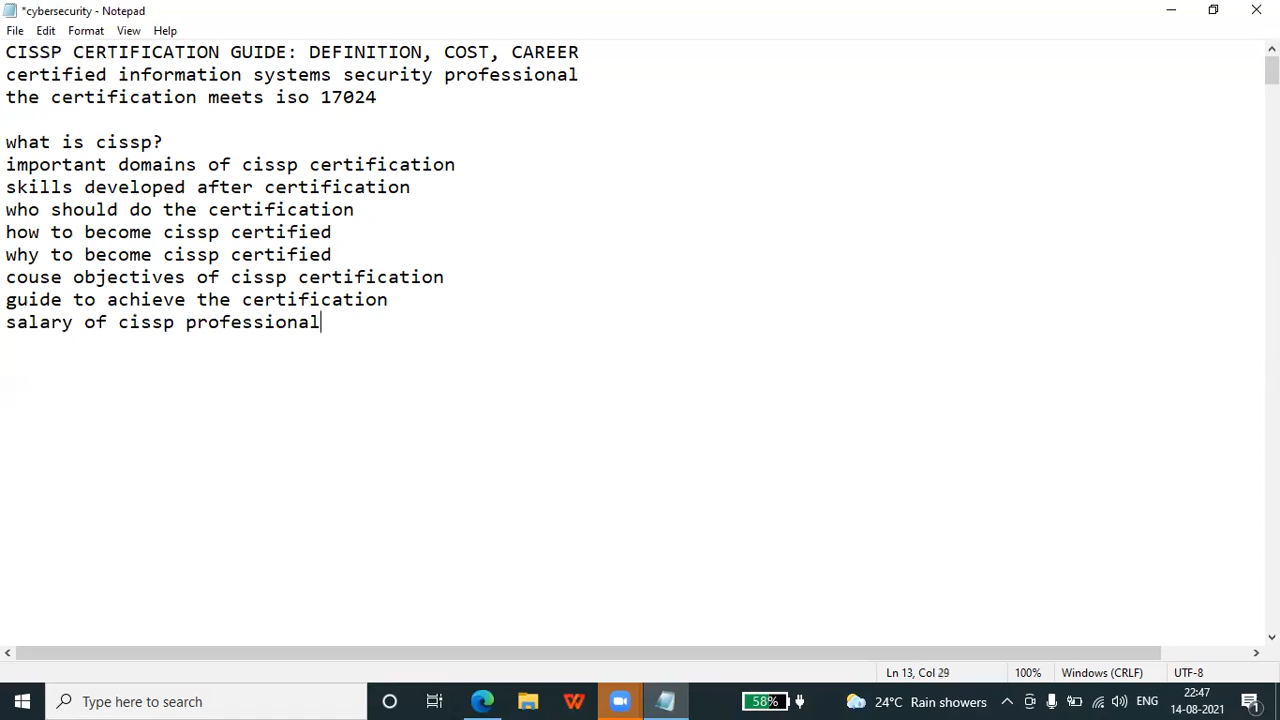 *cybersecurity - Notepad
File Edit Format View Help
CISSP CERTIFICATION GUIDE: DEFINITION, COST, CAREER
certified information systems security professional
the certification meets iso 17024
what is cissp?
important domains of cissp certification
skills developed after certification
who should do the certification
how to become cissp certified
why to become cissp certified
couse objectives of cissp certification
guide to achieve the certification
salary of cissp professional
Ln 13, Col 29 100% Windows (CRLF) UTF-8
Type here to search
58%
24°C Rain showers
ENG
22:47
14-08-2021
1